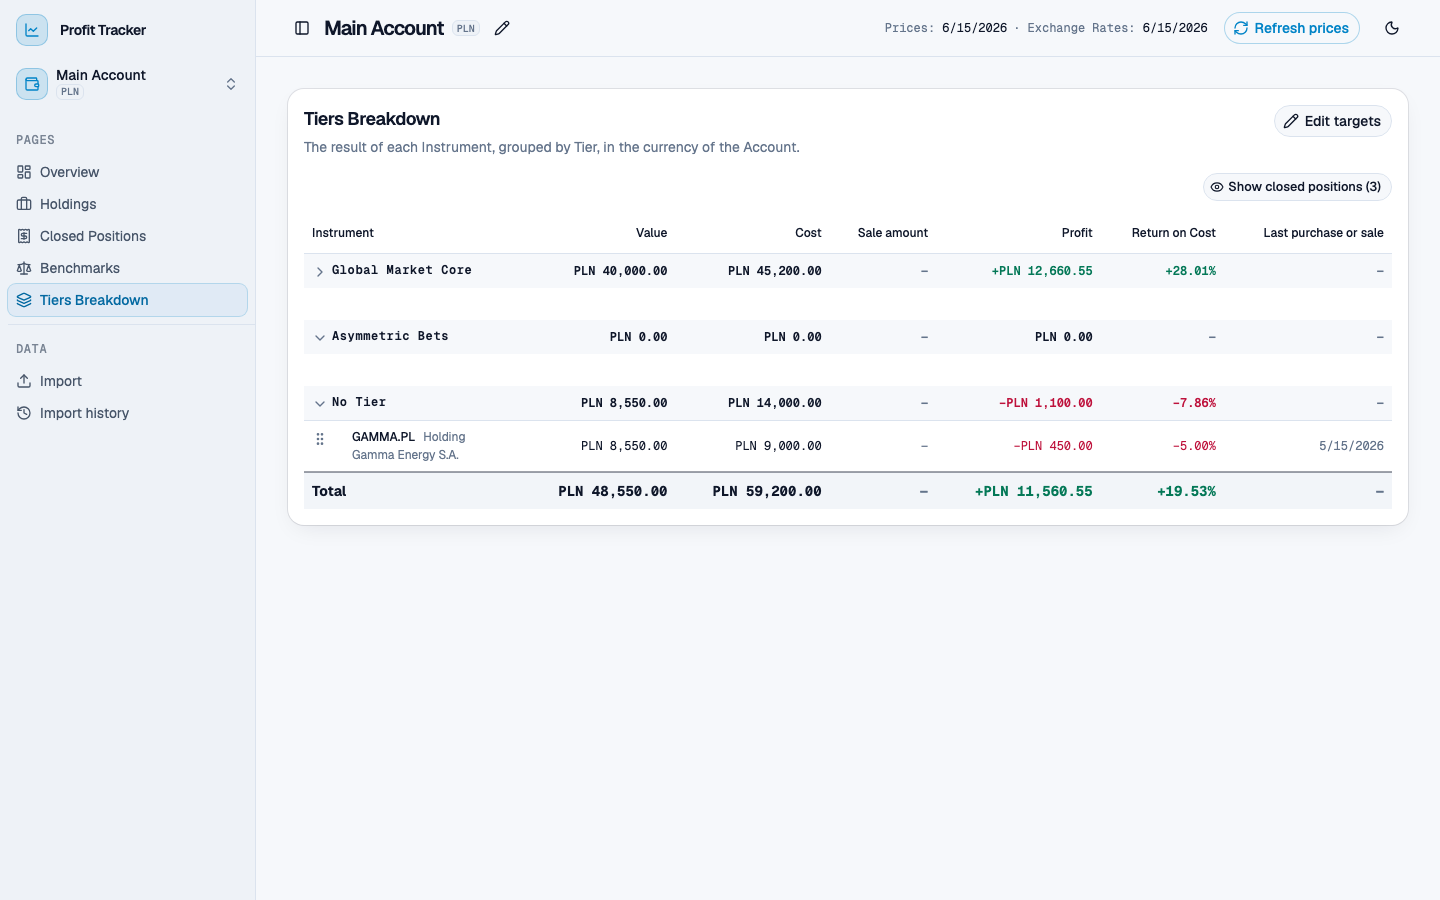 Profit Tracker
Main Account
PLN
PAGES
Overview
Holdings
Closed Positions
Benchmarks
Tiers Breakdown
DATA
Import
Import history
Main Account PLN
Prices: 6/15/2026 · Exchange Rates: 6/15/2026
Refresh prices
Tiers Breakdown
Edit targets
The result of each Instrument, grouped by Tier, in the currency of the Account.
Show closed positions (3)
Instrument Value Cost Sale amount Profit Return on Cost Last purchase or sale
Global Market Core PLN 40,000.00 PLN 45,200.00 — +PLN 12,660.55 +28.01% —
Asymmetric Bets PLN 0.00 PLN 0.00 — PLN 0.00 — —
No Tier PLN 8,550.00 PLN 14,000.00 — −PLN 1,100.00 −7.86% —
GAMMA.PL Holding PLN 8,550.00 PLN 9,000.00 — −PLN 450.00 −5.00% 5/15/2026
Gamma Energy S.A.
Total PLN 48,550.00 PLN 59,200.00 — +PLN 11,560.55 +19.53% —